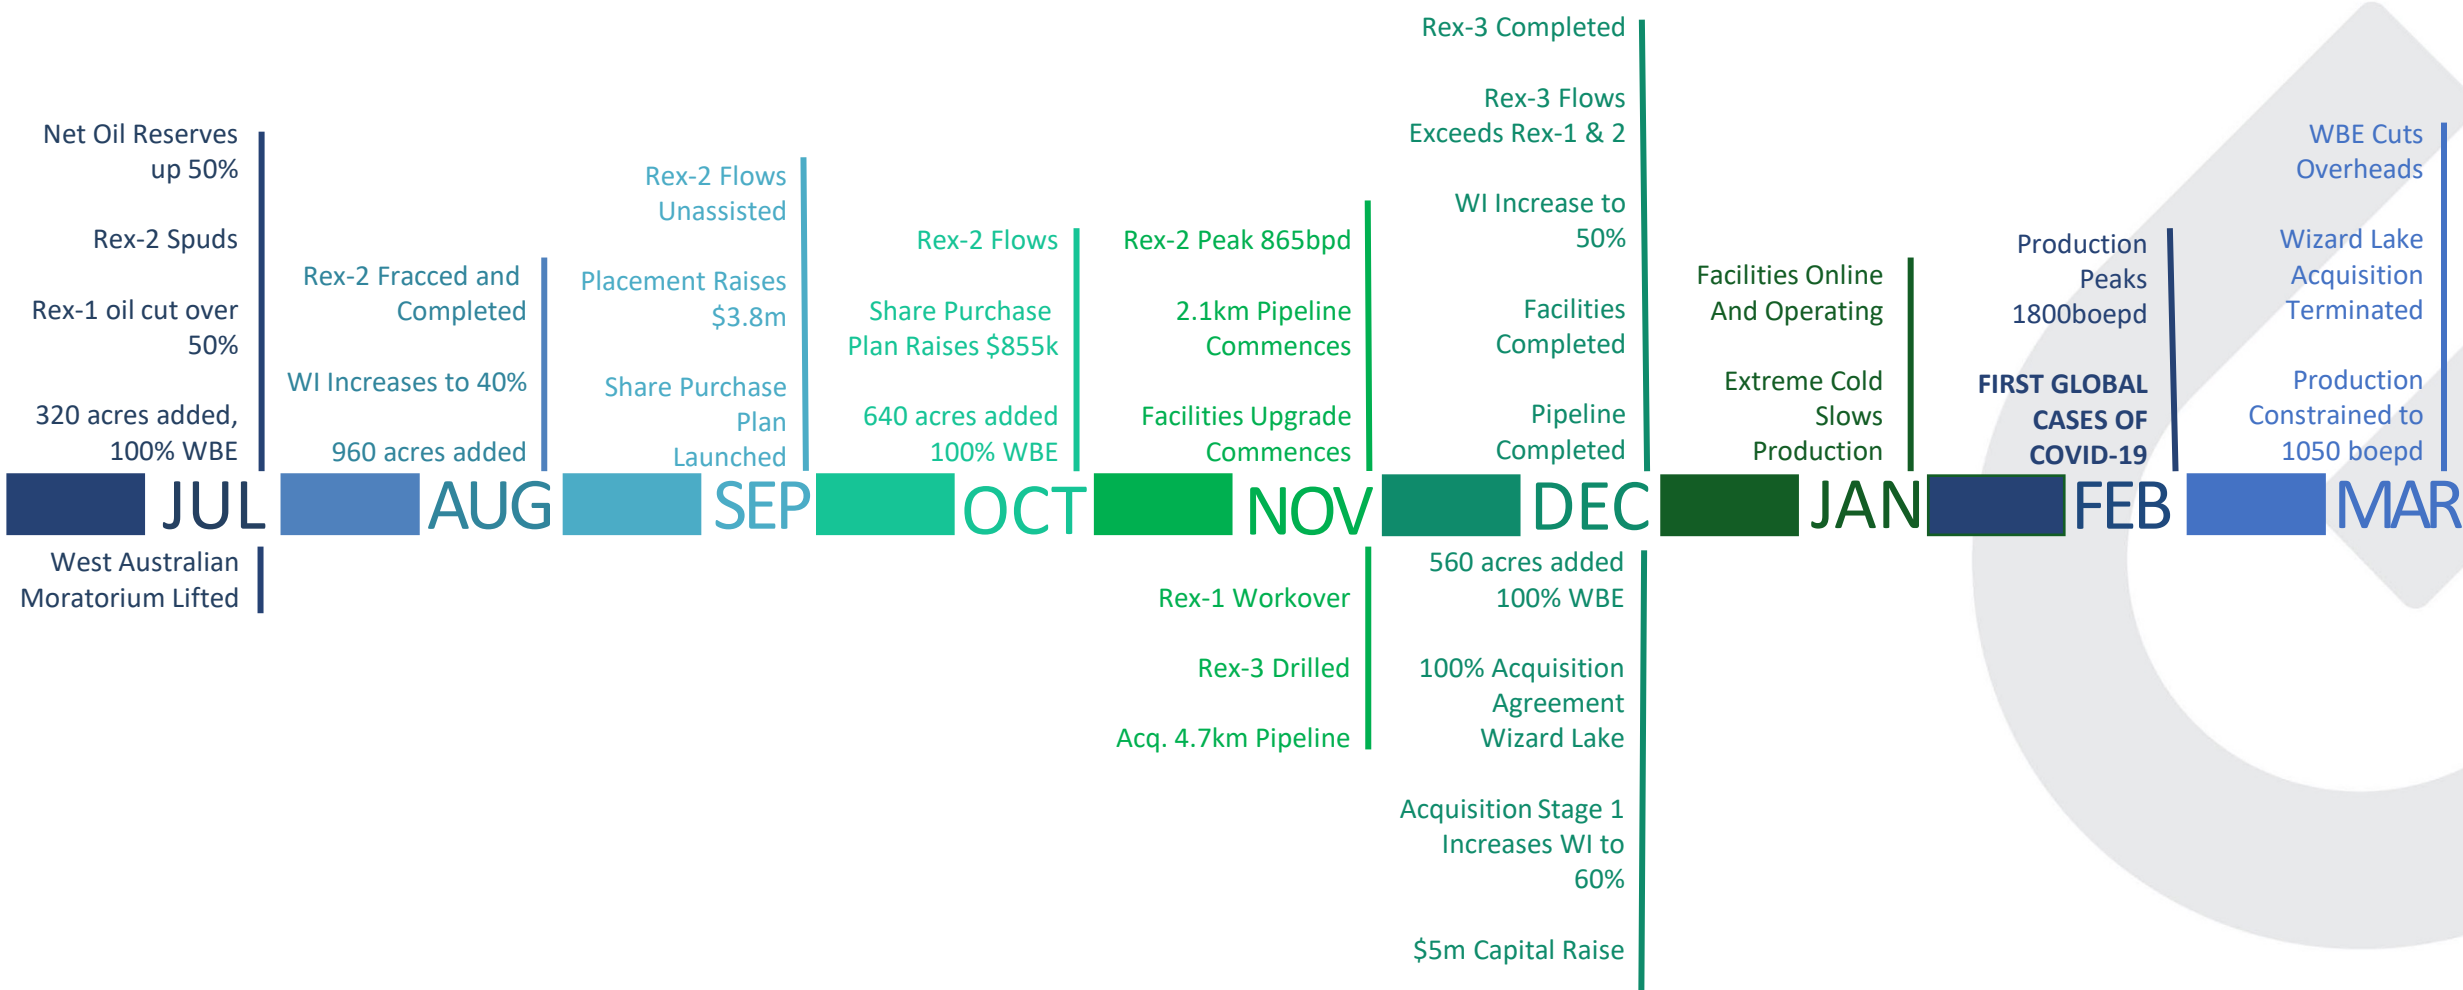 Net Oil Reserves
up 50%
Rex-2 Spuds
Rex-1 oil cut over
50%
320 acres added,
100% WBE
JUL
West Australian
Moratorium Lifted
Rex-2 Fracced and
Completed
WI Increases to 40%
960 acres added
AUG
Rex-2 Flows
Unassisted
Placement Raises
$3.8m
Share Purchase
Plan
Launched
SEP
Rex-2 Flows
Share Purchase
Plan Raises $855k
640 acres added
100% WBE
OCT
Rex-2 Peak 865bpd
2.1km Pipeline
Commences
Facilities Upgrade
Commences
NOV
Rex-1 Workover
Rex-3 Drilled
Acq. 4.7km Pipeline
Rex-3 Completed
Rex-3 Flows
Exceeds Rex-1 & 2
WI Increase to
50%
Facilities
Completed
Pipeline
Completed
DEC
560 acres added
100% WBE
100% Acquisition
Agreement
Wizard Lake
Acquisition Stage 1
Increases WI to
60%
$5m Capital Raise
Facilities Online
And Operating
Extreme Cold
Slows
Production
JAN
Production
Peaks
1800boepd
FIRST GLOBAL
CASES OF
COVID-19
FEB
WBE Cuts
Overheads
Wizard Lake
Acquisition
Terminated
Production
Constrained to
1050 boepd
MAR